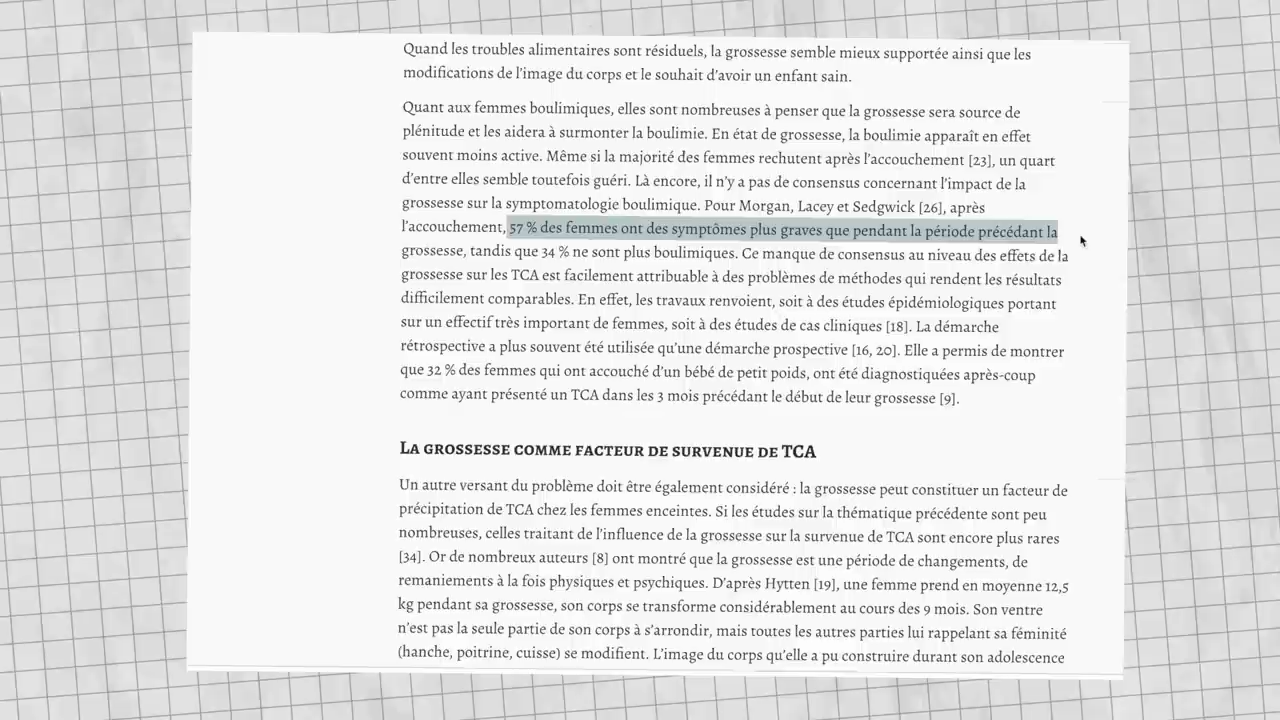 Quand les troubles alimentaires sont résiduels, la grossesse semble mieux supportée ainsi que les
modifications de l'image du corps et le souhait d'avoir un enfant sain.
Quant aux femmes boulimiques, elles sont nombreuses à penser que la grossesse sera source de
plénitude et les aidera à surmonter la boulimie. En état de grossesse, la boulimie apparaît en effet
souvent moins active. Même si la majorité des femmes rechutent après l'accouchement [23], un quart
d'entre elles semble toutefois guéri. Là encore, il n'y a pas de consensus concernant l'impact de la
grossesse sur la symptomatologie boulimique. Pour Morgan, Lacey et Sedgwick [26], après
l'accouchement, 57 % des femmes ont des symptômes plus graves que pendant la période précédant la
grossesse, tandis que 34 % ne sont plus boulimiques. Ce manque de consensus au niveau des effets de la
grossesse sur les TCA est facilement attribuable à des problèmes de méthodes qui rendent les résultats
difficilement comparables. En effet, les travaux renvoient, soit à des études épidémiologiques portant
sur un effectif très important de femmes, soit à des études de cas cliniques [18]. La démarche
rétrospective a plus souvent été utilisée qu'une démarche prospective [16, 20]. Elle a permis de montrer
que 32 % des femmes qui ont accouché d'un bébé de petit poids, ont été diagnostiquées après-coup
comme ayant présenté un TCA dans les 3 mois précédant le début de leur grossesse [9].
La grossesse comme facteur de survenue de TCA
Un autre versant du problème doit être également considéré : la grossesse peut constituer un facteur de
précipitation de TCA chez les femmes enceintes. Si les études sur la thématique précédente sont peu
nombreuses, celles traitant de l'influence de la grossesse sur la survenue de TCA sont encore plus rares
[34]. Or de nombreux auteurs [8] ont montré que la grossesse est une période de changements, de
remaniements à la fois physiques et psychiques. D'après Hytten [19], une femme prend en moyenne 12,5
kg pendant sa grossesse, son corps se transforme considérablement au cours des 9 mois. Son ventre
n'est pas la seule partie de son corps à s'arrondir, mais toutes les autres parties lui rappelant sa féminité
(hanche, poitrine, cuisse) se modifient. L'image du corps qu'elle a pu construire durant son adolescence